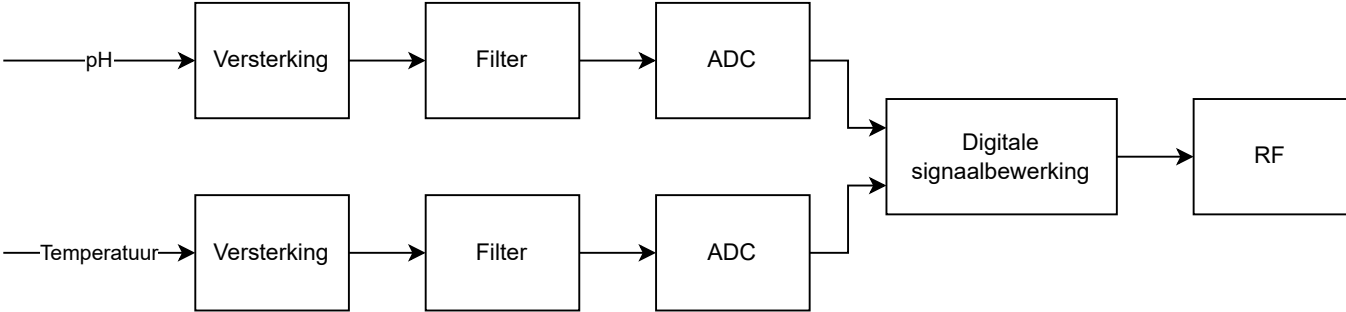 pH
Versterking
Filter
ADC
Digitale
signaalbewerking
RF
Temperatuur
Versterking
Filter
ADC